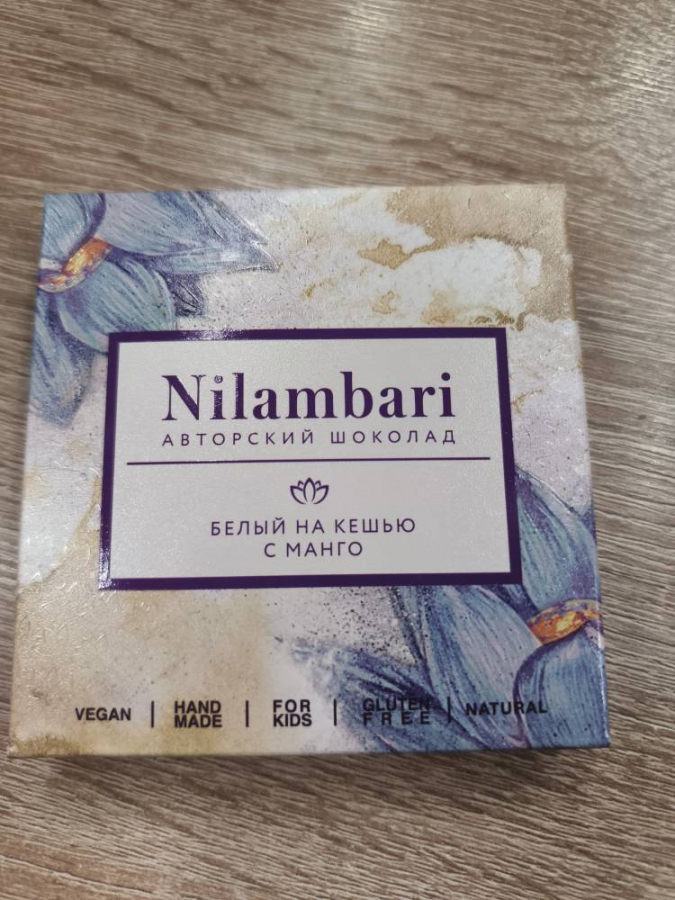 Nilambari
АВТОРСКИЙ ШОКОЛАД
БЕЛЫЙ НА КЕШЬЮ
С МАНГО
VEGAN | HAND MADE | FOR KIDS | GLUTEN FREE | NATURAL